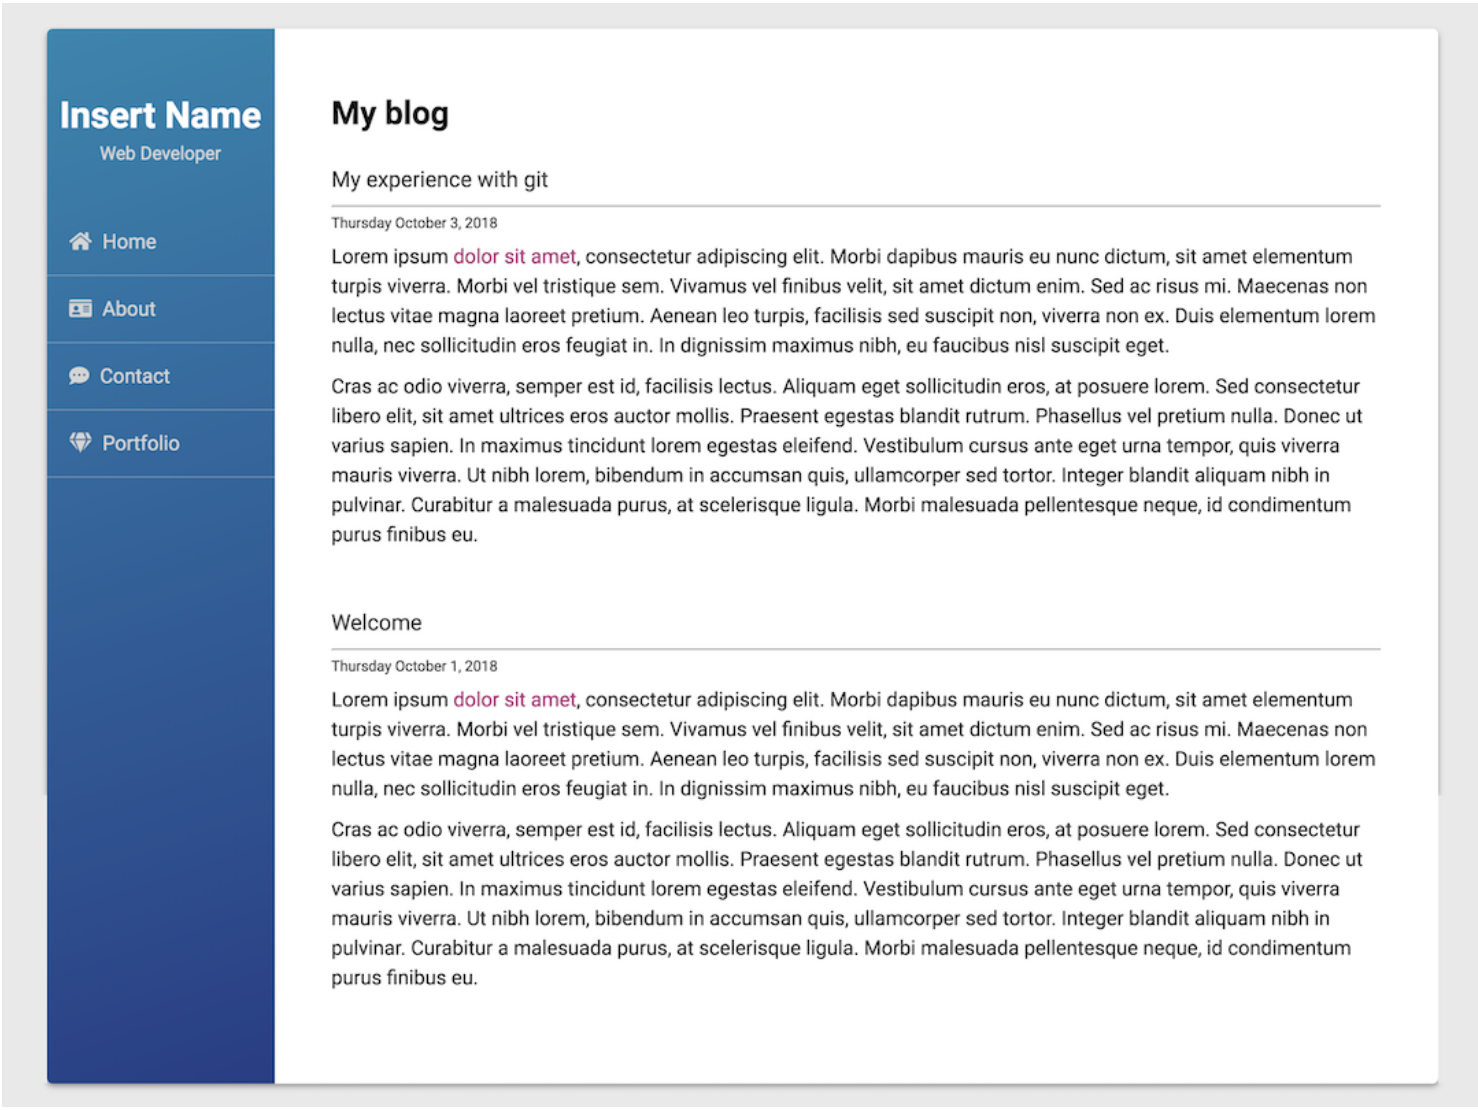 Insert Name
Web Developer
Home
About
Contact
Portfolio
My blog
My experience with git
Thursday October 3, 2018
Lorem ipsum dolor sit amet, consectetur adipiscing elit. Morbi dapibus mauris eu nunc dictum, sit amet elementum
turpis viverra. Morbi vel tristique sem. Vivamus vel finibus velit, sit amet dictum enim. Sed ac risus mi. Maecenas non
lectus vitae magna laoreet pretium. Aenean leo turpis, facilisis sed suscipit non, viverra non ex. Duis elementum lorem
nulla, nec sollicitudin eros feugiat in. In dignissim maximus nibh, eu faucibus nisl suscipit eget.
Cras ac odio viverra, semper est id, facilisis lectus. Aliquam eget sollicitudin eros, at posuere lorem. Sed consectetur
libero elit, sit amet ultrices eros auctor mollis. Praesent egestas blandit rutrum. Phasellus vel pretium nulla. Donec ut
varius sapien. In maximus tincidunt lorem egestas eleifend. Vestibulum cursus ante eget urna tempor, quis viverra
mauris viverra. Ut nibh lorem, bibendum in accumsan quis, ullamcorper sed tortor. Integer blandit aliquam nibh in
pulvinar. Curabitur a malesuada purus, at scelerisque ligula. Morbi malesuada pellentesque neque, id condimentum
purus finibus eu.
Welcome
Thursday October 1, 2018
Lorem ipsum dolor sit amet, consectetur adipiscing elit. Morbi dapibus mauris eu nunc dictum, sit amet elementum
turpis viverra. Morbi vel tristique sem. Vivamus vel finibus velit, sit amet dictum enim. Sed ac risus mi. Maecenas non
lectus vitae magna laoreet pretium. Aenean leo turpis, facilisis sed suscipit non, viverra non ex. Duis elementum lorem
nulla, nec sollicitudin eros feugiat in. In dignissim maximus nibh, eu faucibus nisl suscipit eget.
Cras ac odio viverra, semper est id, facilisis lectus. Aliquam eget sollicitudin eros, at posuere lorem. Sed consectetur
libero elit, sit amet ultrices eros auctor mollis. Praesent egestas blandit rutrum. Phasellus vel pretium nulla. Donec ut
varius sapien. In maximus tincidunt lorem egestas eleifend. Vestibulum cursus ante eget urna tempor, quis viverra
mauris viverra. Ut nibh lorem, bibendum in accumsan quis, ullamcorper sed tortor. Integer blandit aliquam nibh in
pulvinar. Curabitur a malesuada purus, at scelerisque ligula. Morbi malesuada pellentesque neque, id condimentum
purus finibus eu.